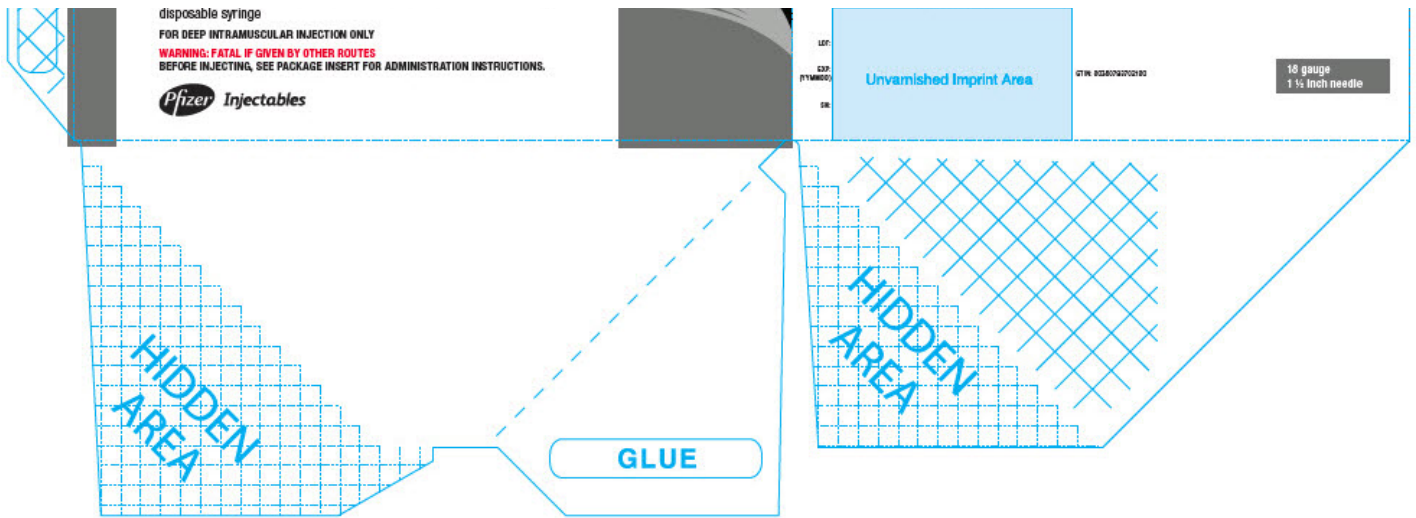 disposable syringe
FOR DEEP INTRAMUSCULAR INJECTION ONLY
WARNING: FATAL IF GIVEN BY OTHER ROUTES
BEFORE INJECTING, SEE PACKAGE INSERT FOR ADMINISTRATION INSTRUCTIONS.
Pfizer Injectables
LOT:
EXP:
(YYMMDD)
SN:
Unvarnished Imprint Area
18 gauge
1 ½ inch needle
HIDDEN
AREA
GLUE
HIDDEN
AREA